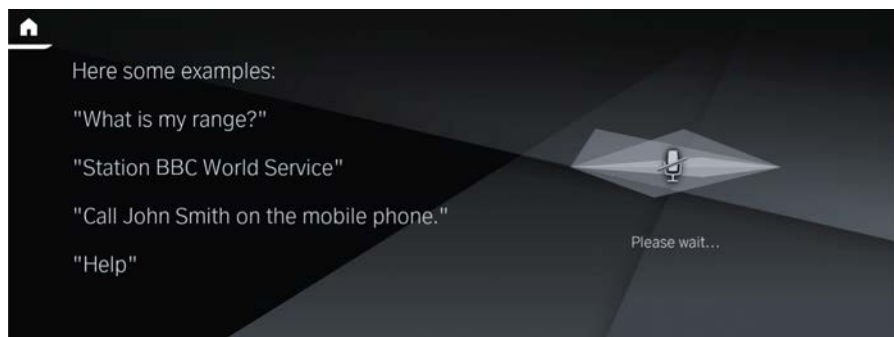 Here some examples:
"What is my range?"
"Station BBC World Service"
"Call John Smith on the mobile phone."
"Help"
Please wait...